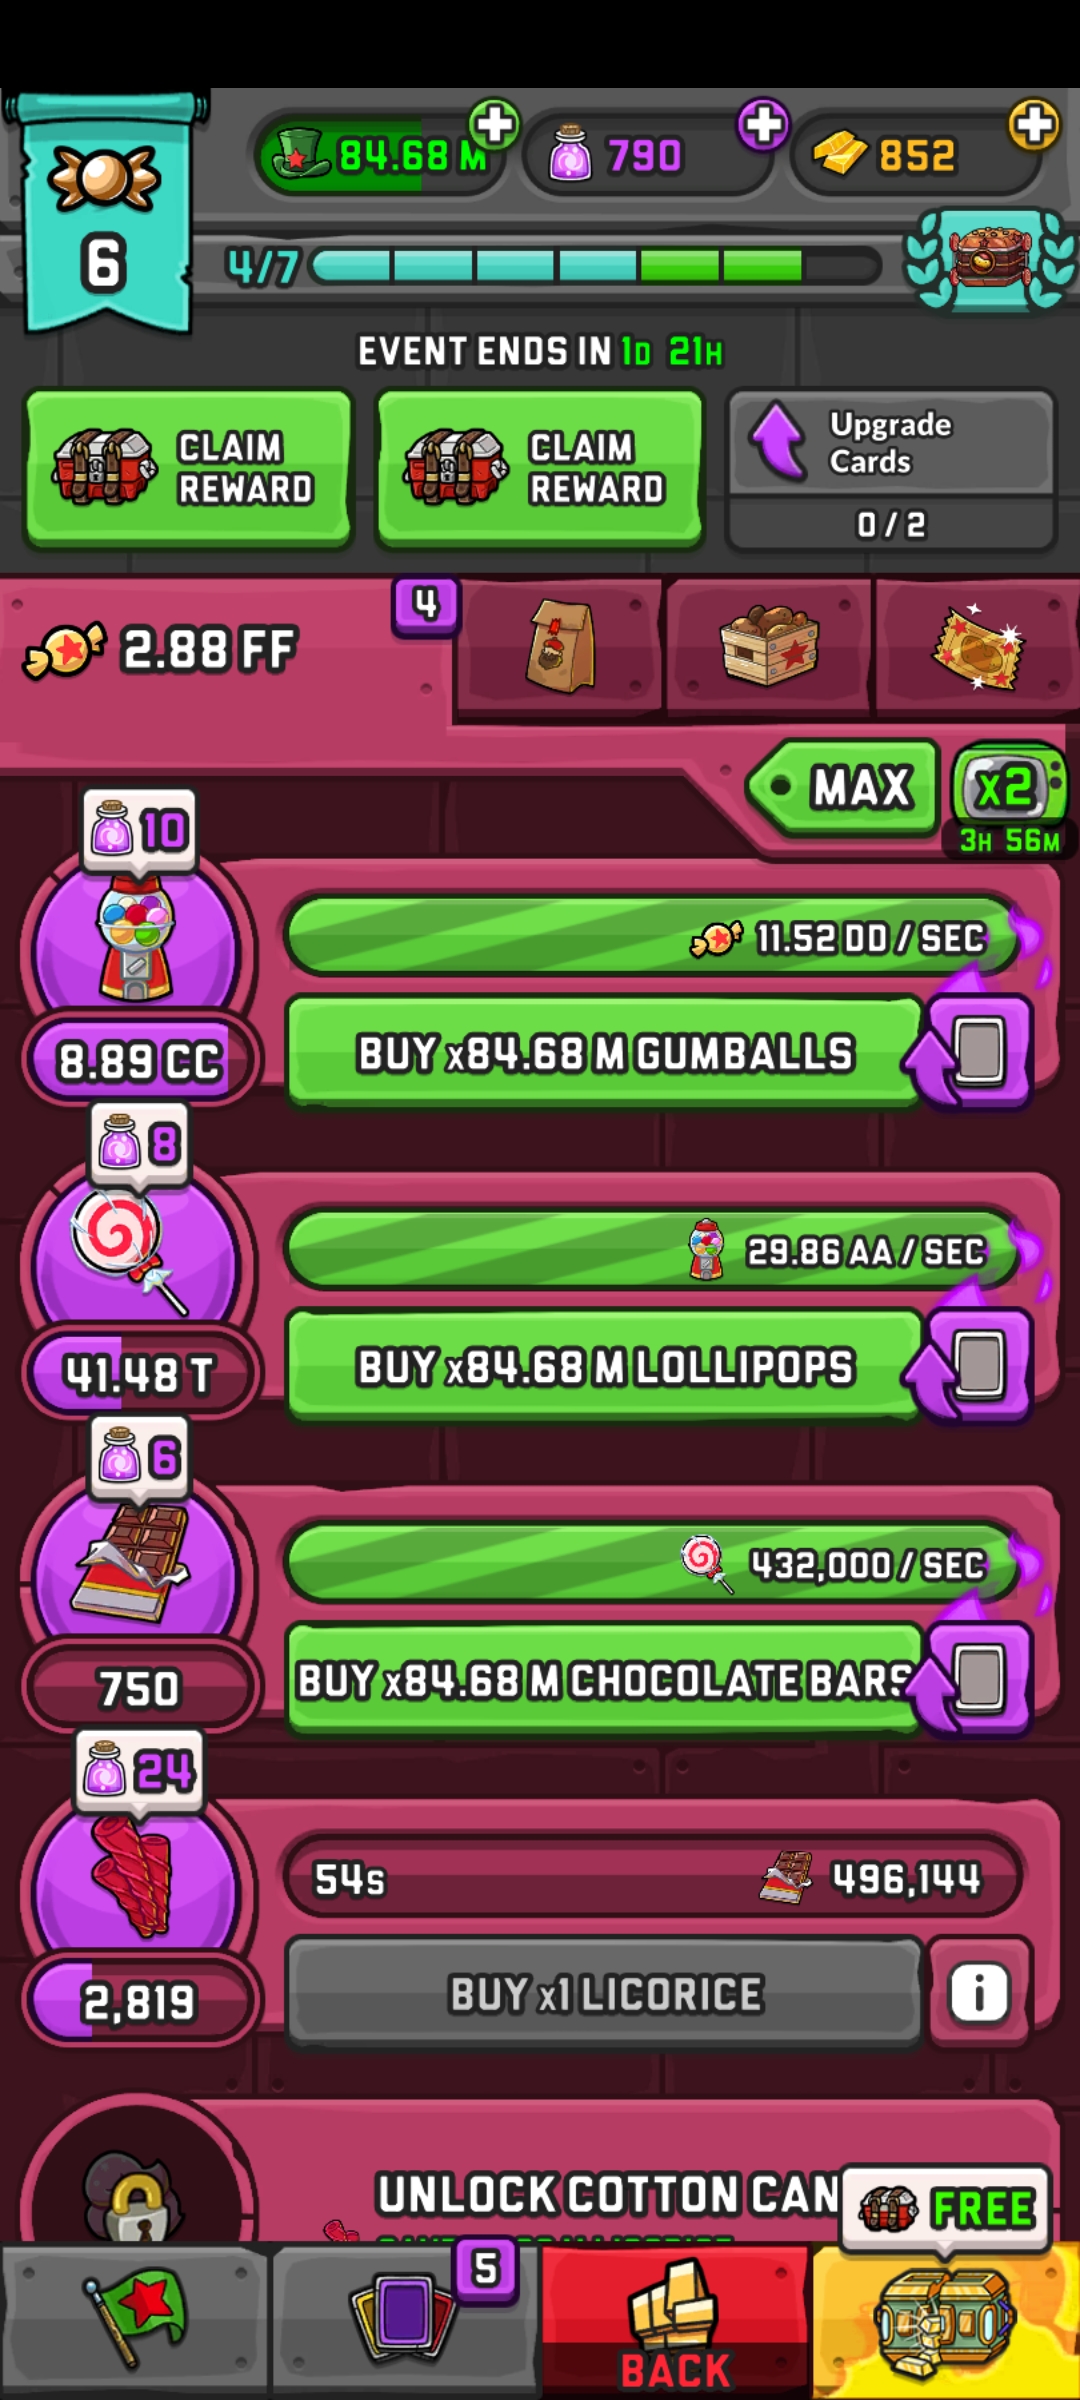 84.68 M
790
852
6
4/7
EVENT ENDS IN 1D 21H
CLAIM REWARD
CLAIM REWARD
Upgrade Cards
0 / 2
2.88 FF
4
MAX
x2
3H 56M
10
11.52 DD / SEC
8.89 CC
BUY x84.68 M GUMBALLS
8
29.86 AA / SEC
41.48 T
BUY x84.68 M LOLLIPOPS
6
432,000 / SEC
750
BUY x84.68 M CHOCOLATE BARS
24
54s
496,144
2,819
BUY x1 LICORICE
i
UNLOCK COTTON CAN
FREE
5
BACK